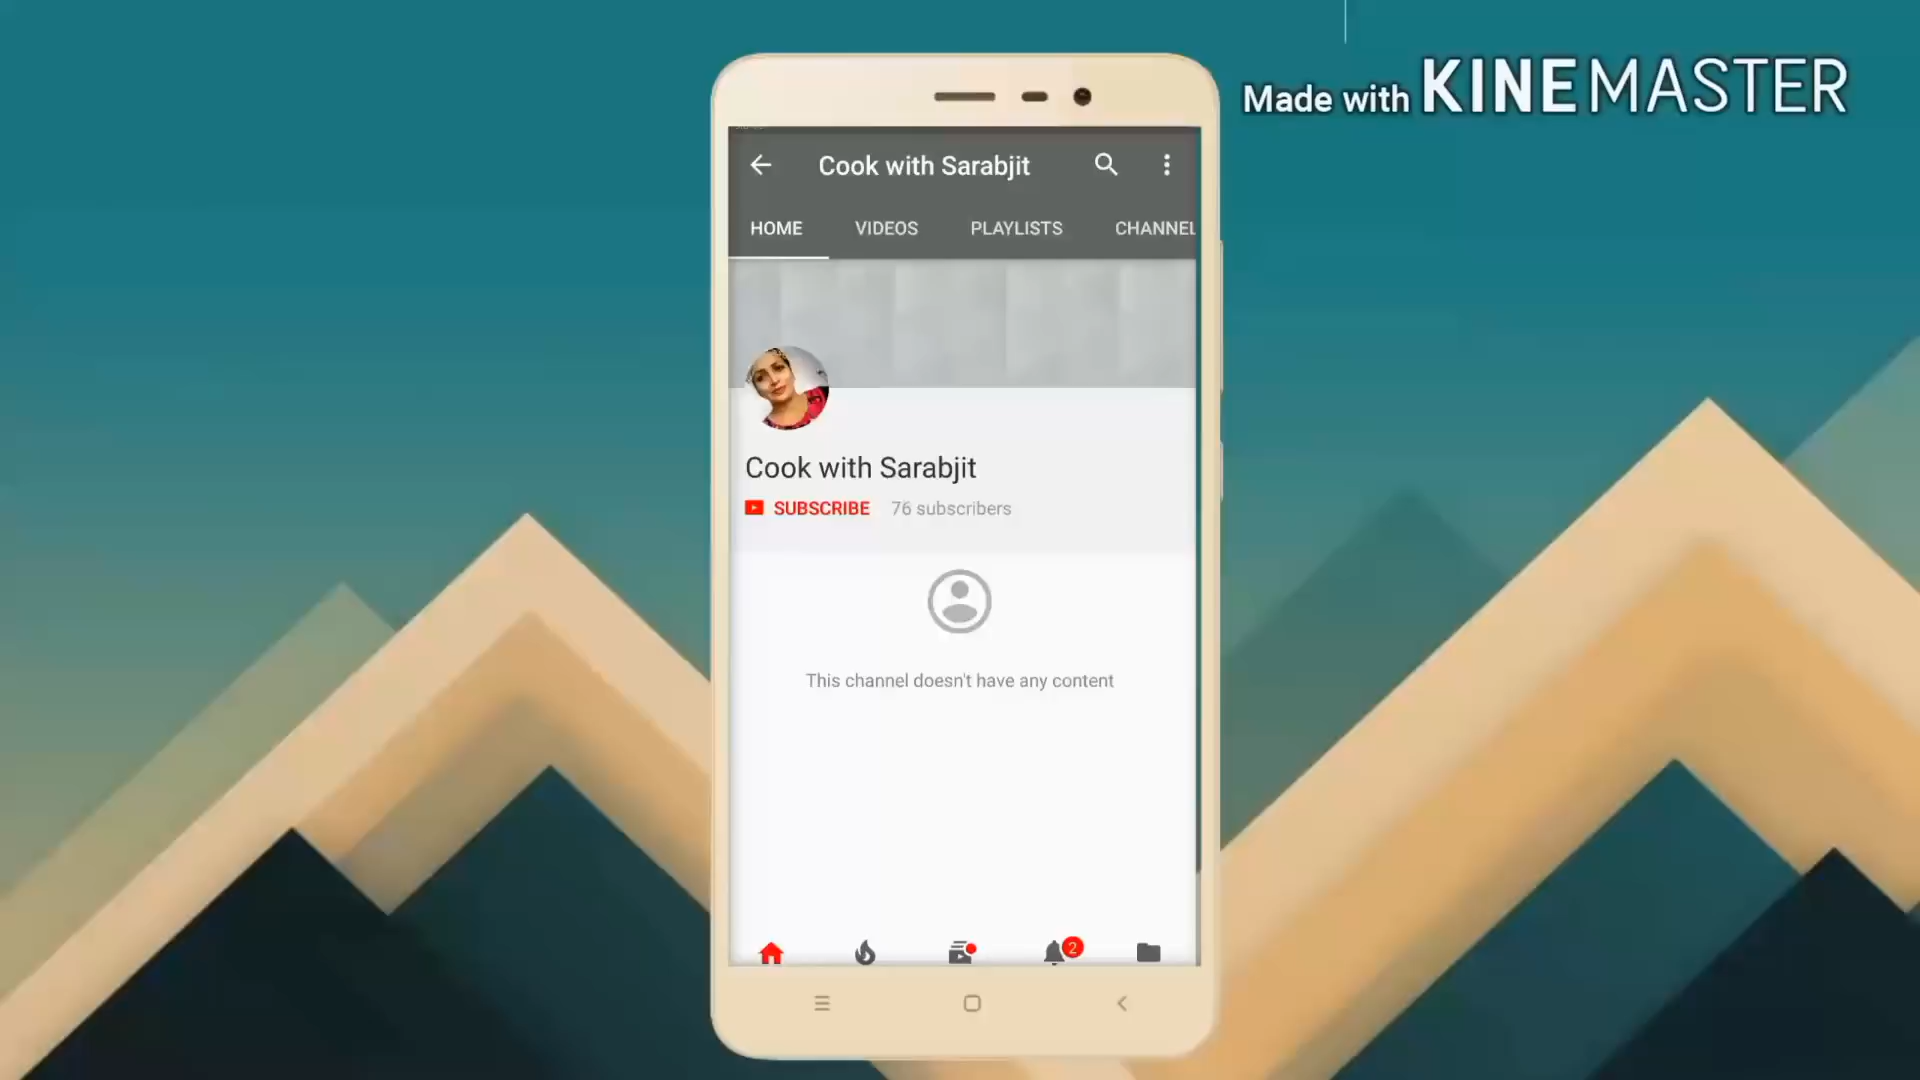 Made with KINEMASTER
Cook with Sarabjit
HOME VIDEOS PLAYLISTS CHANNEL
Cook with Sarabjit
SUBSCRIBE 76 subscribers
This channel doesn't have any content
2